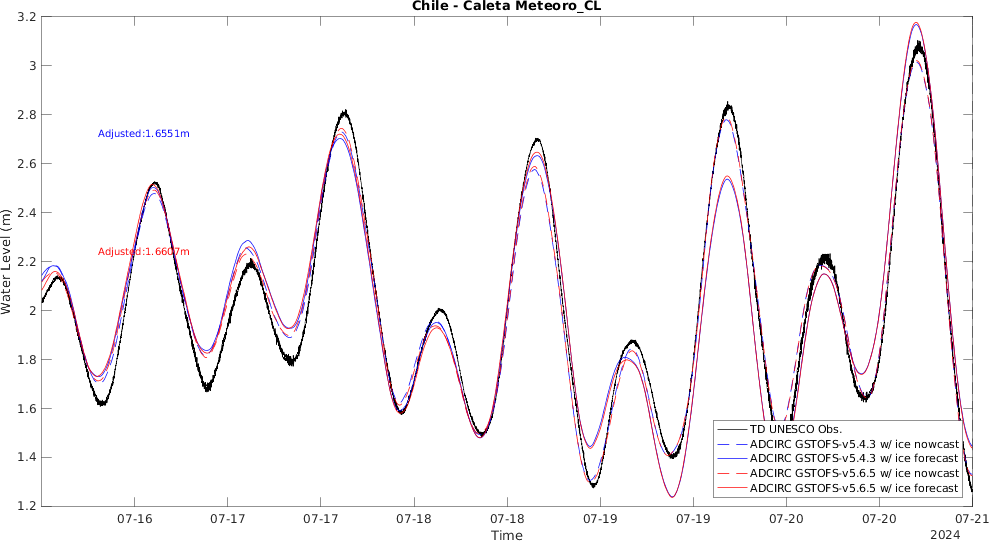 Chile - Caleta Meteoro_CL
3.2
3
2.8
2.6
2.4
2.2
2
1.8
1.6
1.4
1.2
Water Level (m)
Adjusted:1.6551m
Adjusted:1.6607m
TD UNESCO Obs.
ADCIRC GSTOFS-v5.4.3 w/ ice nowcast
ADCIRC GSTOFS-v5.4.3 w/ ice forecast
ADCIRC GSTOFS-v5.6.5 w/ ice nowcast
ADCIRC GSTOFS-v5.6.5 w/ ice forecast
07-16 07-17 07-17 07-18 07-18 07-19 07-19 07-20 07-20 07-21
Time
2024